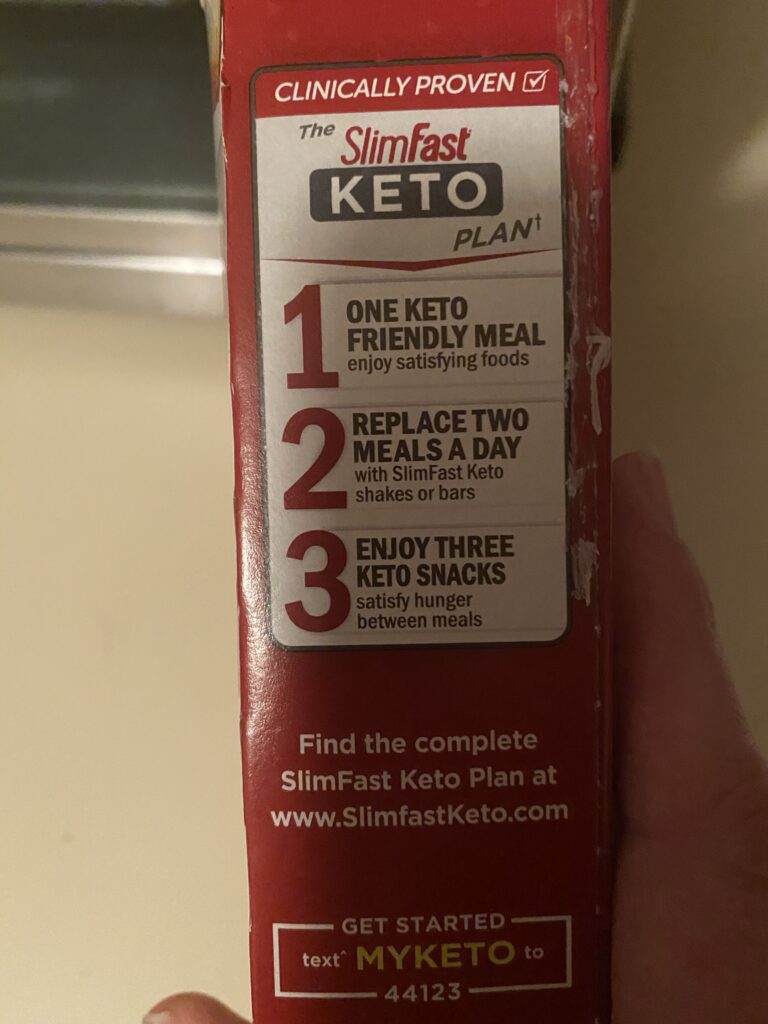 CLINICALLY PROVEN
The
SlimFast
KETO
PLAN†
1 ONE KETO
FRIENDLY MEAL
enjoy satisfying foods
2 REPLACE TWO
MEALS A DAY
with SlimFast Keto
shakes or bars
3 ENJOY THREE
KETO SNACKS
satisfy hunger
between meals
Find the complete
SlimFast Keto Plan at
www.SlimfastKeto.com
GET STARTED
text^ MYKETO to
44123